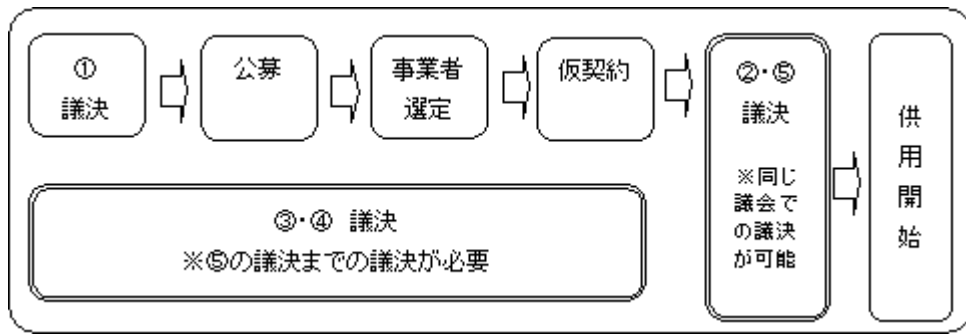 ①
議決
公募
事業者
選定
仮契約
②・⑤
議決
※同じ
議会で
の議決
が可能
供
用
開
始
③・④ 議決
※⑤の議決までの議決が必要